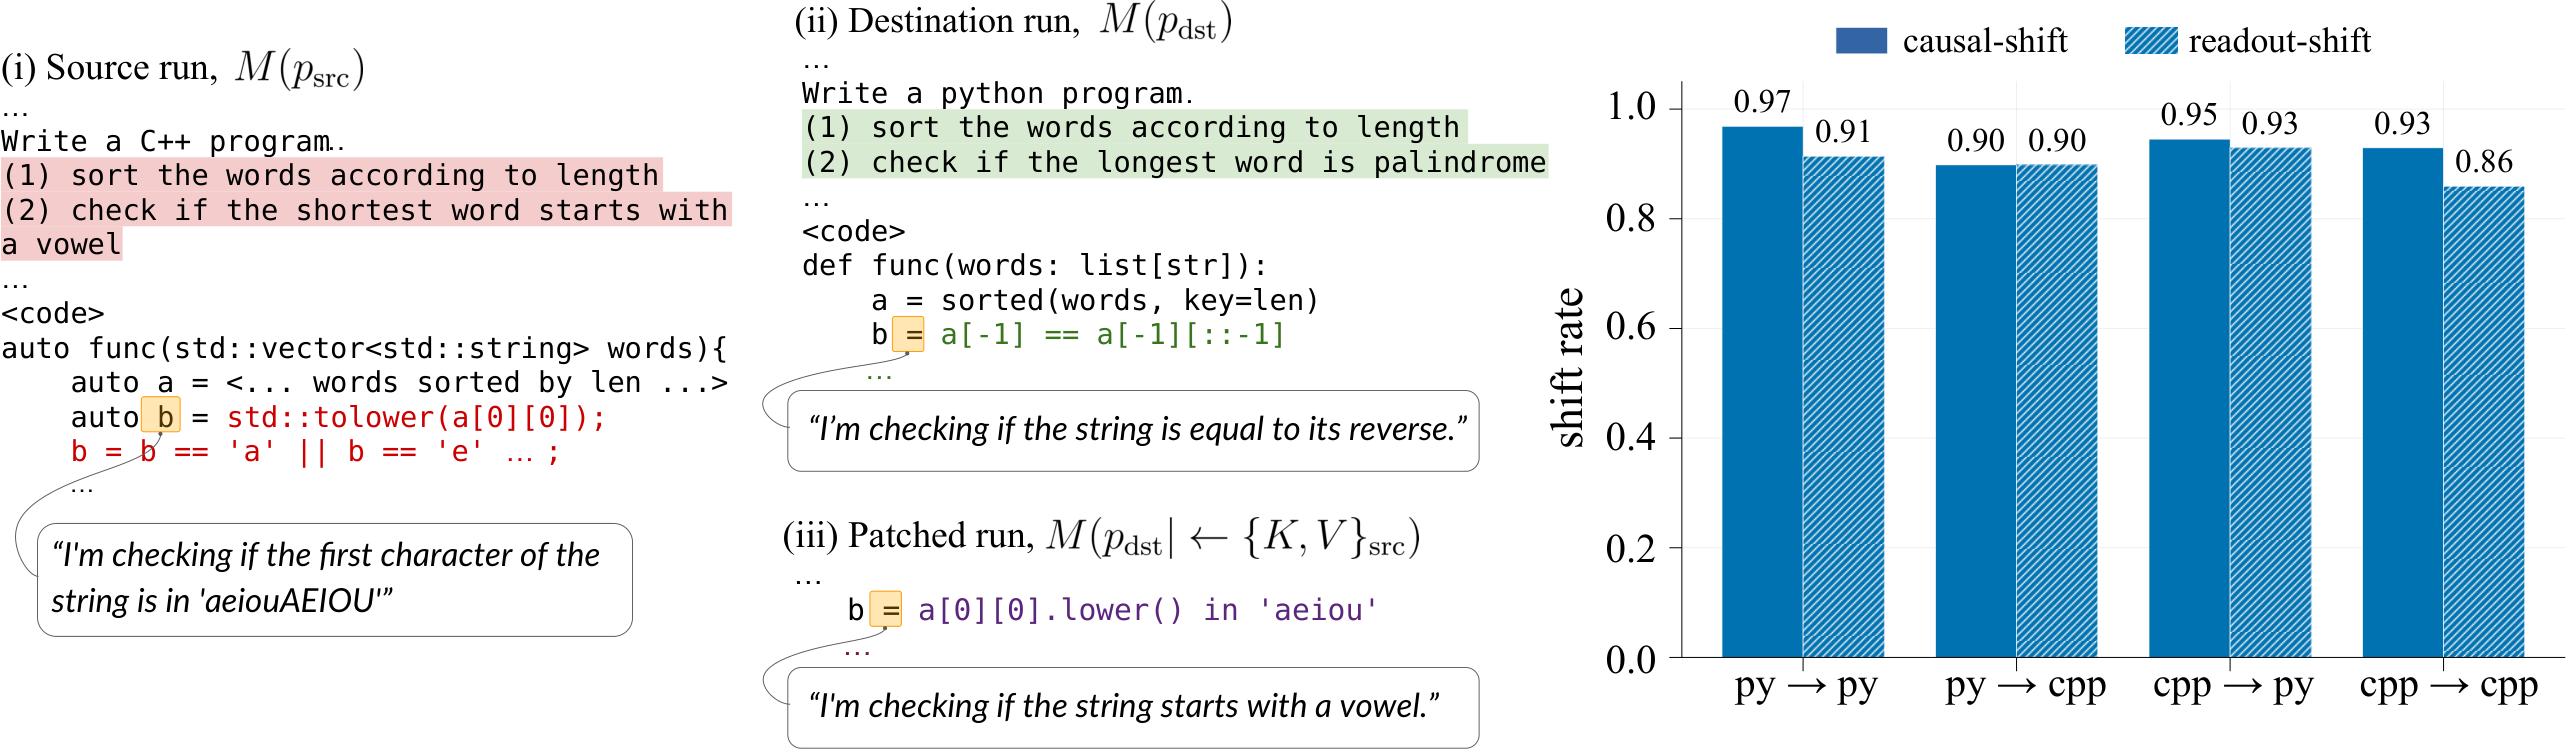 (i) Source run, M(p_src)
...
Write a C++ program..
(1) sort the words according to length
(2) check if the shortest word starts with
a vowel
...
<code>
auto func(std::vector<std::string> words){
auto a = <... words sorted by len ...>
auto b = std::tolower(a[0][0]);
b = b == 'a' || b == 'e' ... ;
...
“I'm checking if the first character of the
string is in 'aeiouAEIOU'”
(ii) Destination run, M(p_dst)
...
Write a python program.
(1) sort the words according to length
(2) check if the longest word is palindrome
...
<code>
def func(words: list[str]):
a = sorted(words, key=len)
b = a[-1] == a[-1][::-1]
...
“I’m checking if the string is equal to its reverse.”
(iii) Patched run, M(p_dst| ← {K, V}_src)
...
b = a[0][0].lower() in 'aeiou'
...
“I'm checking if the string starts with a vowel.”
causal-shift readout-shift
shift rate
1.0
0.8
0.6
0.4
0.2
0.0
0.97 0.91 0.90 0.90 0.95 0.93 0.93 0.86
py → py py → cpp cpp → py cpp → cpp